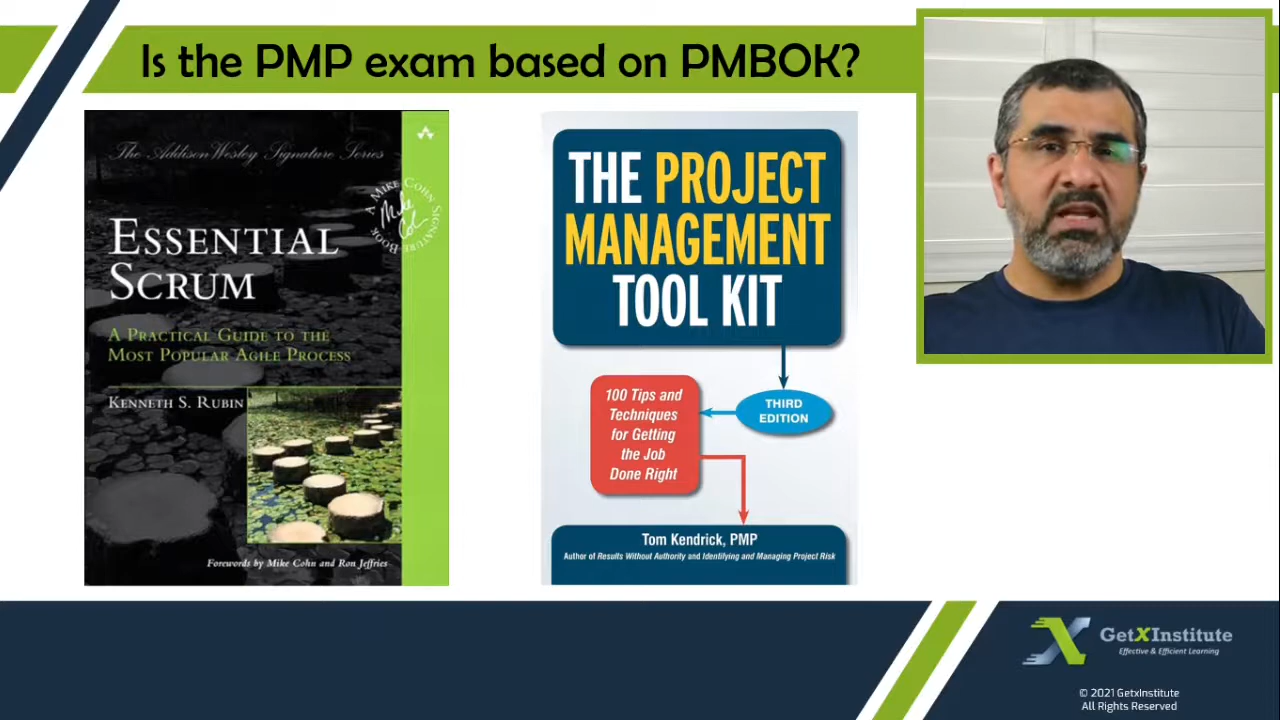 Is the PMP exam based on PMBOK?
The Addison Wesley Signature Series
A MIKE COHN SIGNATURE BOOK
Mike Cohn
ESSENTIAL
SCRUM
A PRACTICAL GUIDE TO THE
MOST POPULAR AGILE PROCESS
KENNETH S. RUBIN
Forewords by Mike Cohn and Ron Jeffries
THE PROJECT
MANAGEMENT
TOOL KIT
100 Tips and
Techniques
for Getting
the Job
Done Right
THIRD
EDITION
Tom Kendrick, PMP
Author of Results Without Authority and Identifying and Managing Project Risk
GetXInstitute
Effective & Efficient Learning
© 2021 GetxInstitute
All Rights Reserved